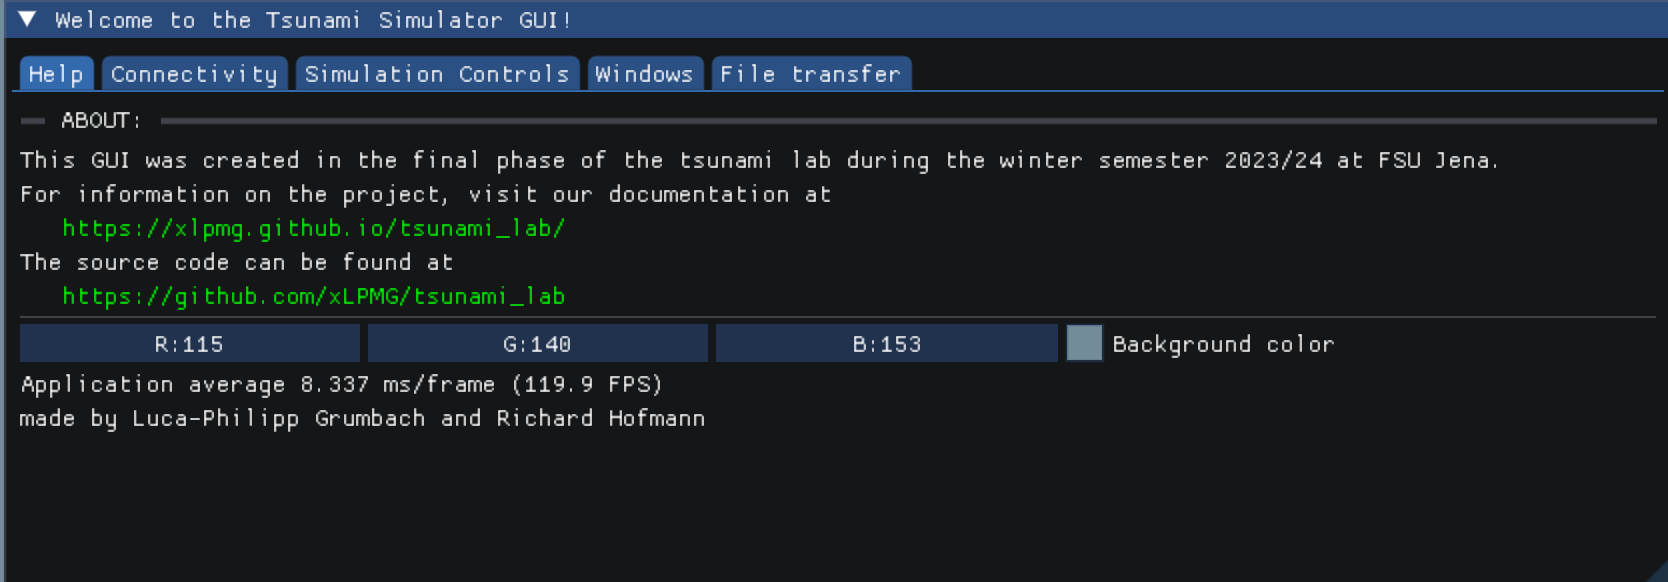 ▼ Welcome to the Tsunami Simulator GUI!
Help Connectivity Simulation Controls Windows File transfer
ABOUT:
This GUI was created in the final phase of the tsunami lab during the winter semester 2023/24 at FSU Jena.
For information on the project, visit our documentation at
https://xlpmg.github.io/tsunami_lab/
The source code can be found at
https://github.com/xLPMG/tsunami_lab
R:115 G:140 B:153 Background color
Application average 8.337 ms/frame (119.9 FPS)
made by Luca-Philipp Grumbach and Richard Hofmann